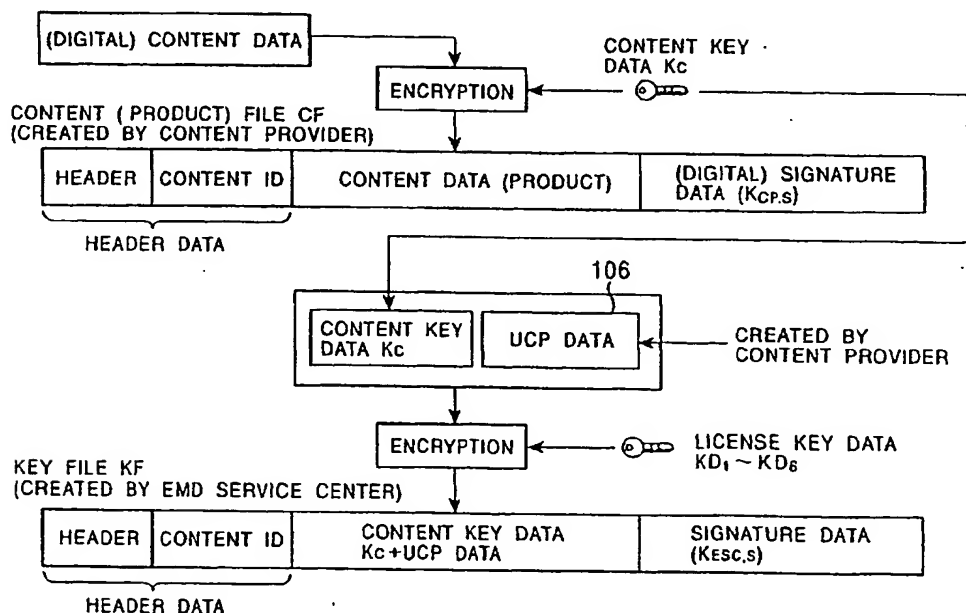 (DIGITAL) CONTENT DATA
CONTENT KEY
DATA Kc
ENCRYPTION
CONTENT (PRODUCT) FILE CF
(CREATED BY CONTENT PROVIDER)
HEADER
CONTENT ID
CONTENT DATA (PRODUCT)
(DIGITAL) SIGNATURE
DATA (KCP,S)
HEADER DATA
106
CONTENT KEY
DATA Kc
UCP DATA
CREATED BY
CONTENT PROVIDER
ENCRYPTION
LICENSE KEY DATA
KD1 ~ KD6
KEY FILE KF
(CREATED BY EMD SERVICE CENTER)
HEADER
CONTENT ID
CONTENT KEY DATA
Kc+UCP DATA
SIGNATURE DATA
(KESC,S)
HEADER DATA